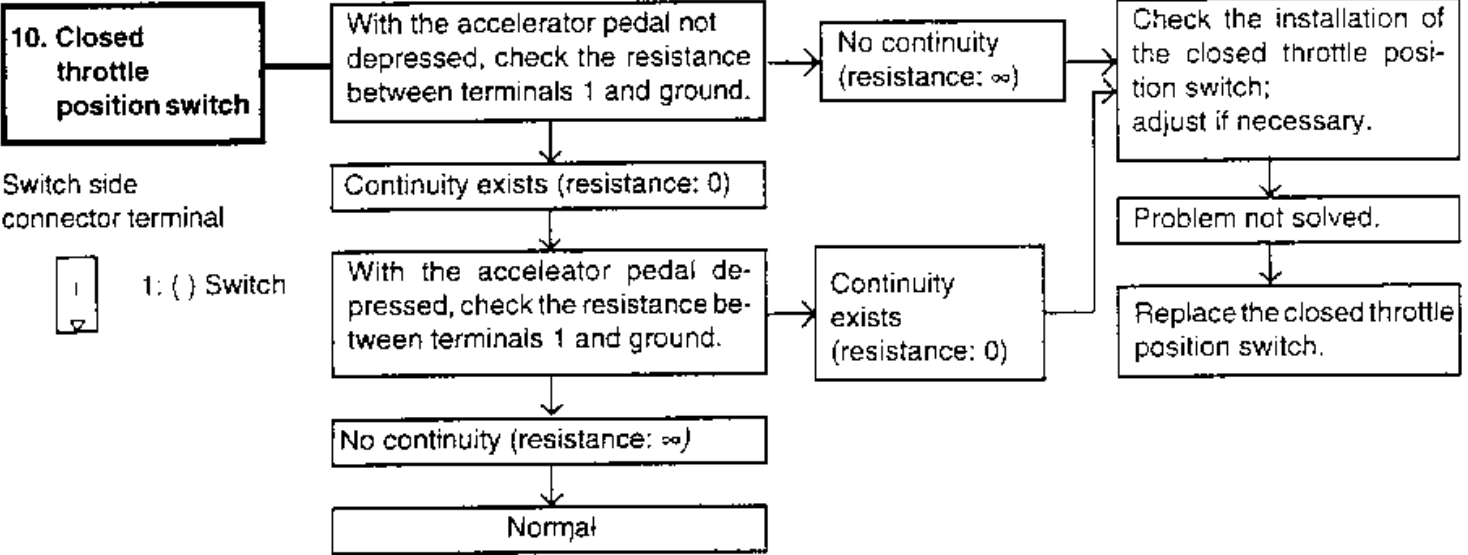 10. Closed
throttle
position switch
With the accelerator pedal not
depressed, check the resistance
between terminals 1 and ground.
No continuity
(resistance: ∞)
Check the installation of
the closed throttle posi-
tion switch;
adjust if necessary.
Switch side
connector terminal
1
1: ( ) Switch
Continuity exists (resistance: 0)
With the acceleator pedal de-
pressed, check the resistance be-
tween terminals 1 and ground.
Continuity
exists
(resistance: 0)
Problem not solved.
Replace the closed throttle
position switch.
No continuity (resistance: ∞)
Normal